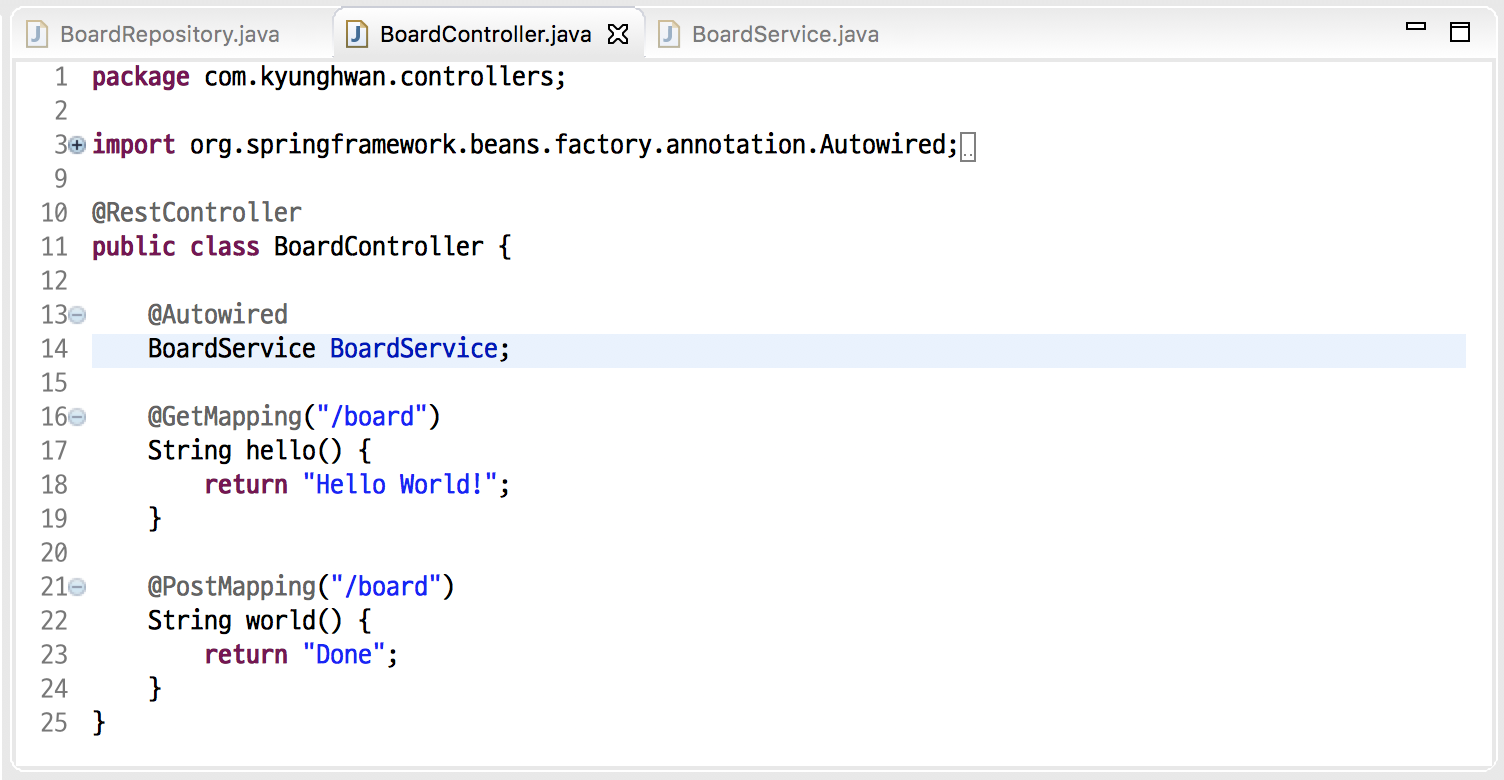 BoardRepository.java BoardController.java BoardService.java
1 package com.kyunghwan.controllers;
2
3 import org.springframework.beans.factory.annotation.Autowired;
9
10 @RestController
11 public class BoardController {
12
13 @Autowired
14 BoardService BoardService;
15
16 @GetMapping("/board")
17 String hello() {
18 return "Hello World!";
19 }
20
21 @PostMapping("/board")
22 String world() {
23 return "Done";
24 }
25 }